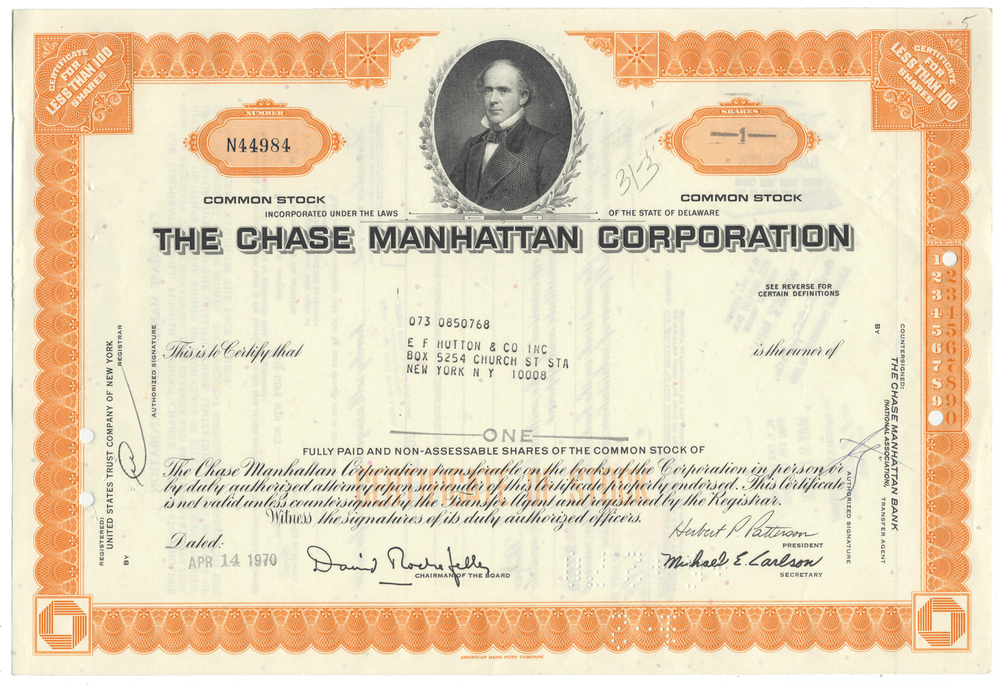 5
CERTIFICATE
FOR
LESS THAN 100
SHARES
CERTIFICATE
FOR
LESS THAN 100
SHARES
NUMBER
N44984
SHARES
1
31-3
COMMON STOCK
COMMON STOCK
INCORPORATED UNDER THE LAWS
OF THE STATE OF DELAWARE
THE CHASE MANHATTAN CORPORATION
SEE REVERSE FOR
CERTAIN DEFINITIONS
TENS UNITS
1
2 2
3 3
4 1
5 5
6 6
7 7
8 8
9 9
0
073 0850768
This is to Certify that
E F HUTTON & CO INC
BOX 5254 CHURCH ST STA
NEW YORK N Y 10008
is the owner of
ONE
FULLY PAID AND NON-ASSESSABLE SHARES OF THE COMMON STOCK OF
The Chase Manhattan Corporation transferable on the books of the Corporation in person or
by duly authorized attorney upon surrender of this Certificate properly endorsed. This Certificate
is not valid unless countersigned by the Transfer Agent and registered by the Registrar.
Witness the signatures of its duly authorized officers.
Dated:
APR 14 1970
David Rockefeller
CHAIRMAN OF THE BOARD
Herbert P. Patterson
PRESIDENT
Michael E. Carlson
SECRETARY
REGISTERED:
UNITED STATES TRUST COMPANY OF NEW YORK
REGISTRAR
BY
AUTHORIZED SIGNATURE
COUNTERSIGNED:
THE CHASE MANHATTAN BANK
(NATIONAL ASSOCIATION)
TRANSFER AGENT
BY
AUTHORIZED SIGNATURE
AMERICAN BANK NOTE COMPANY